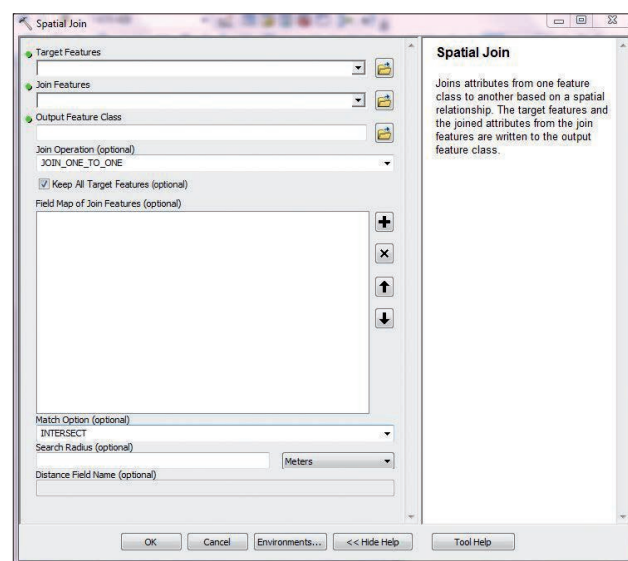 Spatial Join
Target Features
Join Features
Output Feature Class
Join Operation (optional)
JOIN_ONE_TO_ONE
Keep All Target Features (optional)
Field Map of Join Features (optional)
Match Option (optional)
INTERSECT
Search Radius (optional)
Meters
Distance Field Name (optional)
OK
Cancel
Environments...
<< Hide Help
Tool Help
Spatial Join
Joins attributes from one feature
class to another based on a spatial
relationship. The target features and
the joined attributes from the join
features are written to the output
feature class.